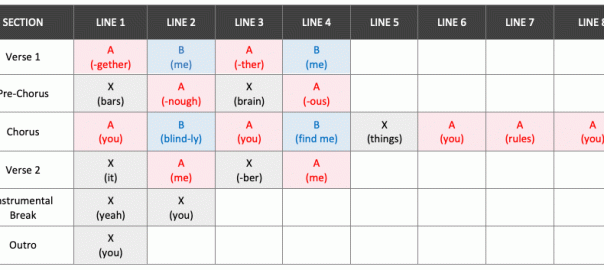 SECTION LINE 1 LINE 2 LINE 3 LINE 4 LINE 5 LINE 6 LINE 7 LINE 8
Verse 1
A B A B
(-gether) (me) (-ther) (me)
Pre-Chorus
X A X A
(bars) (-nough) (brain) (-ous)
Chorus
A B A B X A A A
(you) (blind-ly) (you) (find me) (things) (you) (rules) (you)
Verse 2
X A X A
(it) (me) (-ber) (me)
nstrumental
Break
X X
(yeah) (you)
Outro
X
(you)